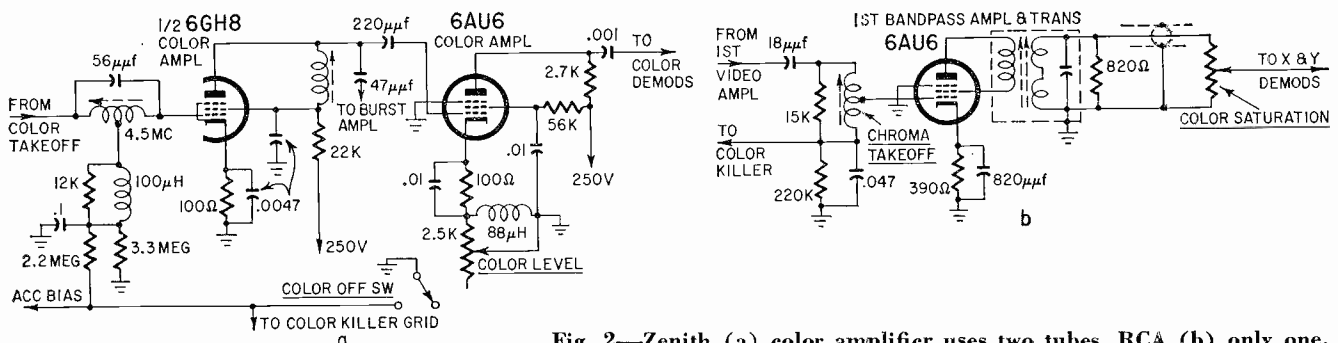 1/2 6GH8
COLOR
AMPL
220µµf
6AU6
COLOR AMPL
.001
TO
COLOR DEMODS
56µµf
FROM
COLOR
TAKEOFF
4.5MC
47µµf
TO BURST
AMPL
2.7K
56K
22K
250V
12K
100µH
.1
100Ω
.0047
2.2MEG
3.3 MEG
250V
.01
.01
100Ω
2.5K
88µH
COLOR LEVEL
COLOR OFF SW
ACC BIAS
TO COLOR KILLER GRID
a
1ST BANDPASS AMPL & TRANS
6AU6
FROM
1ST
VIDEO
AMPL
18µµf
15K
TO
COLOR
KILLER
CHROMA
TAKEOFF
220K
.047
390Ω
820µµf
820Ω
TO X & Y
DEMODS
COLOR SATURATION
b
Fig. 2—Zenith (a) color amplifier uses two tubes, RCA (b) only one.